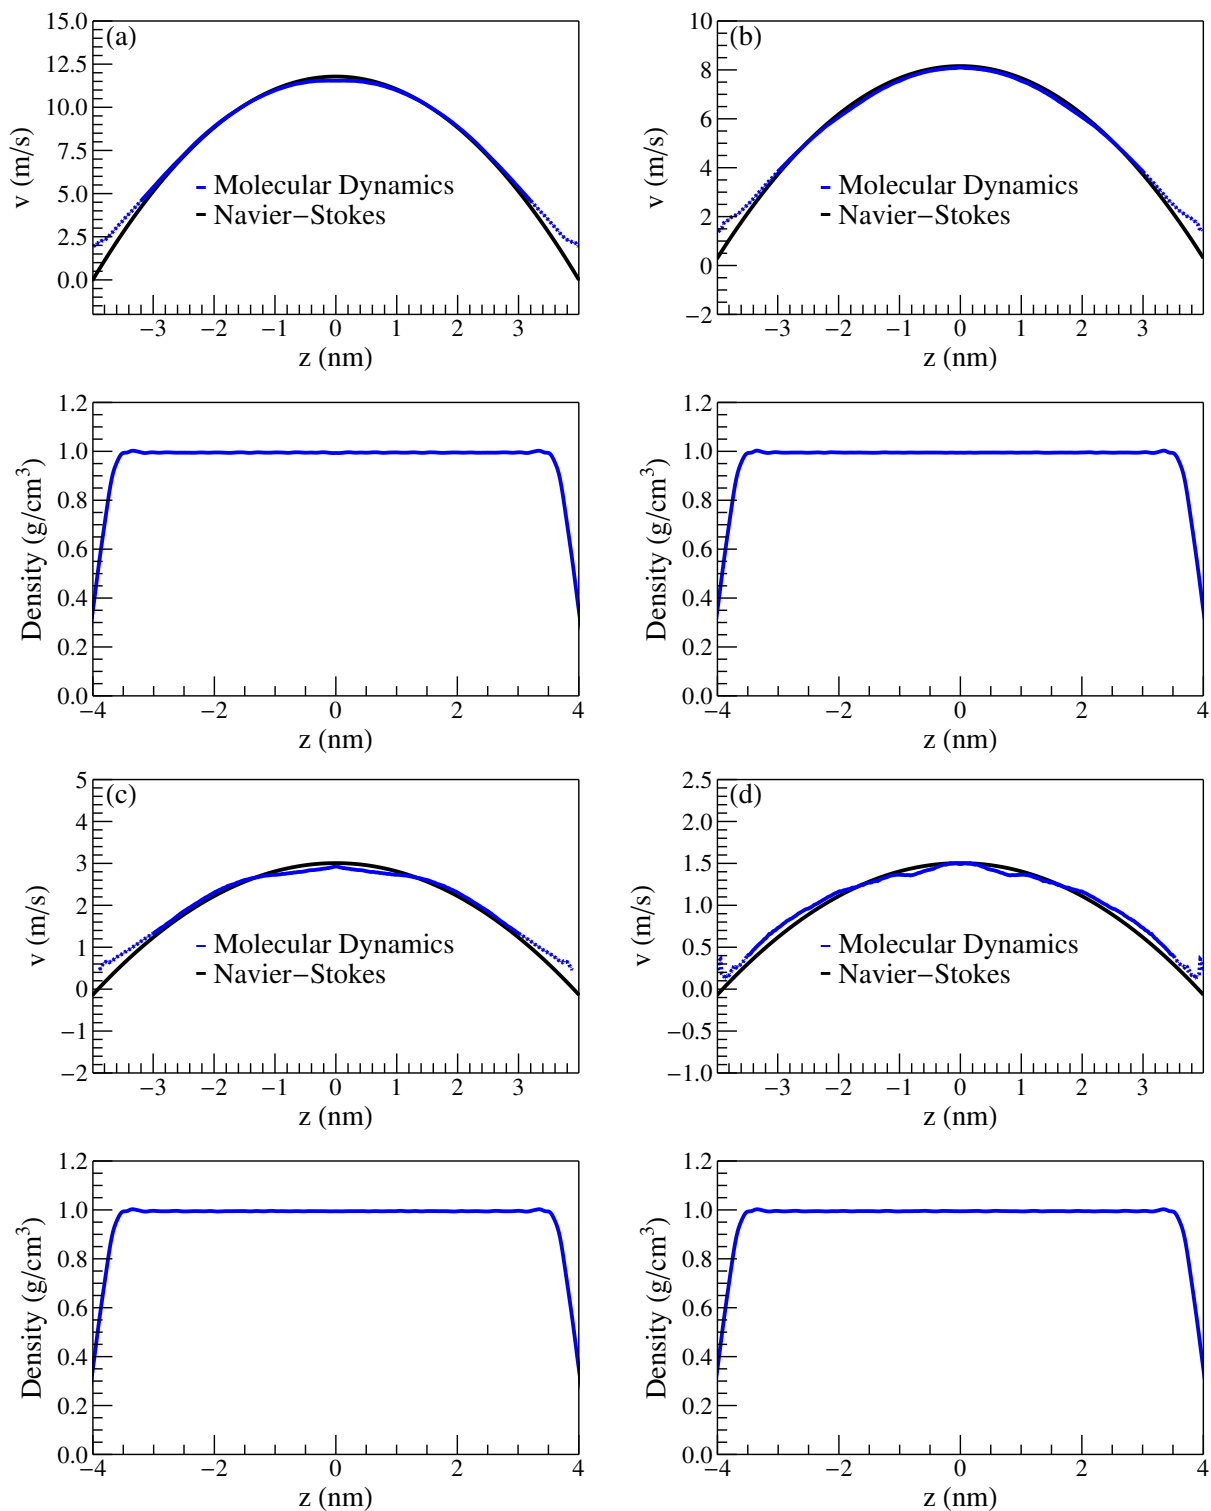 (a)
15.0
12.5
10.0
7.5
5.0
2.5
0.0
v (m/s)
Molecular Dynamics
Navier−Stokes
−3 −2 −1 0 1 2 3
z (nm)
(b)
10
8
6
4
2
0
−2
v (m/s)
Molecular Dynamics
Navier−Stokes
−3 −2 −1 0 1 2 3
z (nm)
1.2
1.0
0.8
0.6
0.4
0.2
0.0
Density (g/cm³)
−4 −2 0 2 4
z (nm)
1.2
1.0
0.8
0.6
0.4
0.2
0.0
Density (g/cm³)
−4 −2 0 2 4
z (nm)
(c)
5
4
3
2
1
0
−1
−2
v (m/s)
Molecular Dynamics
Navier−Stokes
−3 −2 −1 0 1 2 3
z (nm)
(d)
2.5
2.0
1.5
1.0
0.5
0.0
−0.5
−1.0
v (m/s)
Molecular Dynamics
Navier−Stokes
−3 −2 −1 0 1 2 3
z (nm)
1.2
1.0
0.8
0.6
0.4
0.2
0.0
Density (g/cm³)
−4 −2 0 2 4
z (nm)
1.2
1.0
0.8
0.6
0.4
0.2
0.0
Density (g/cm³)
−4 −2 0 2 4
z (nm)